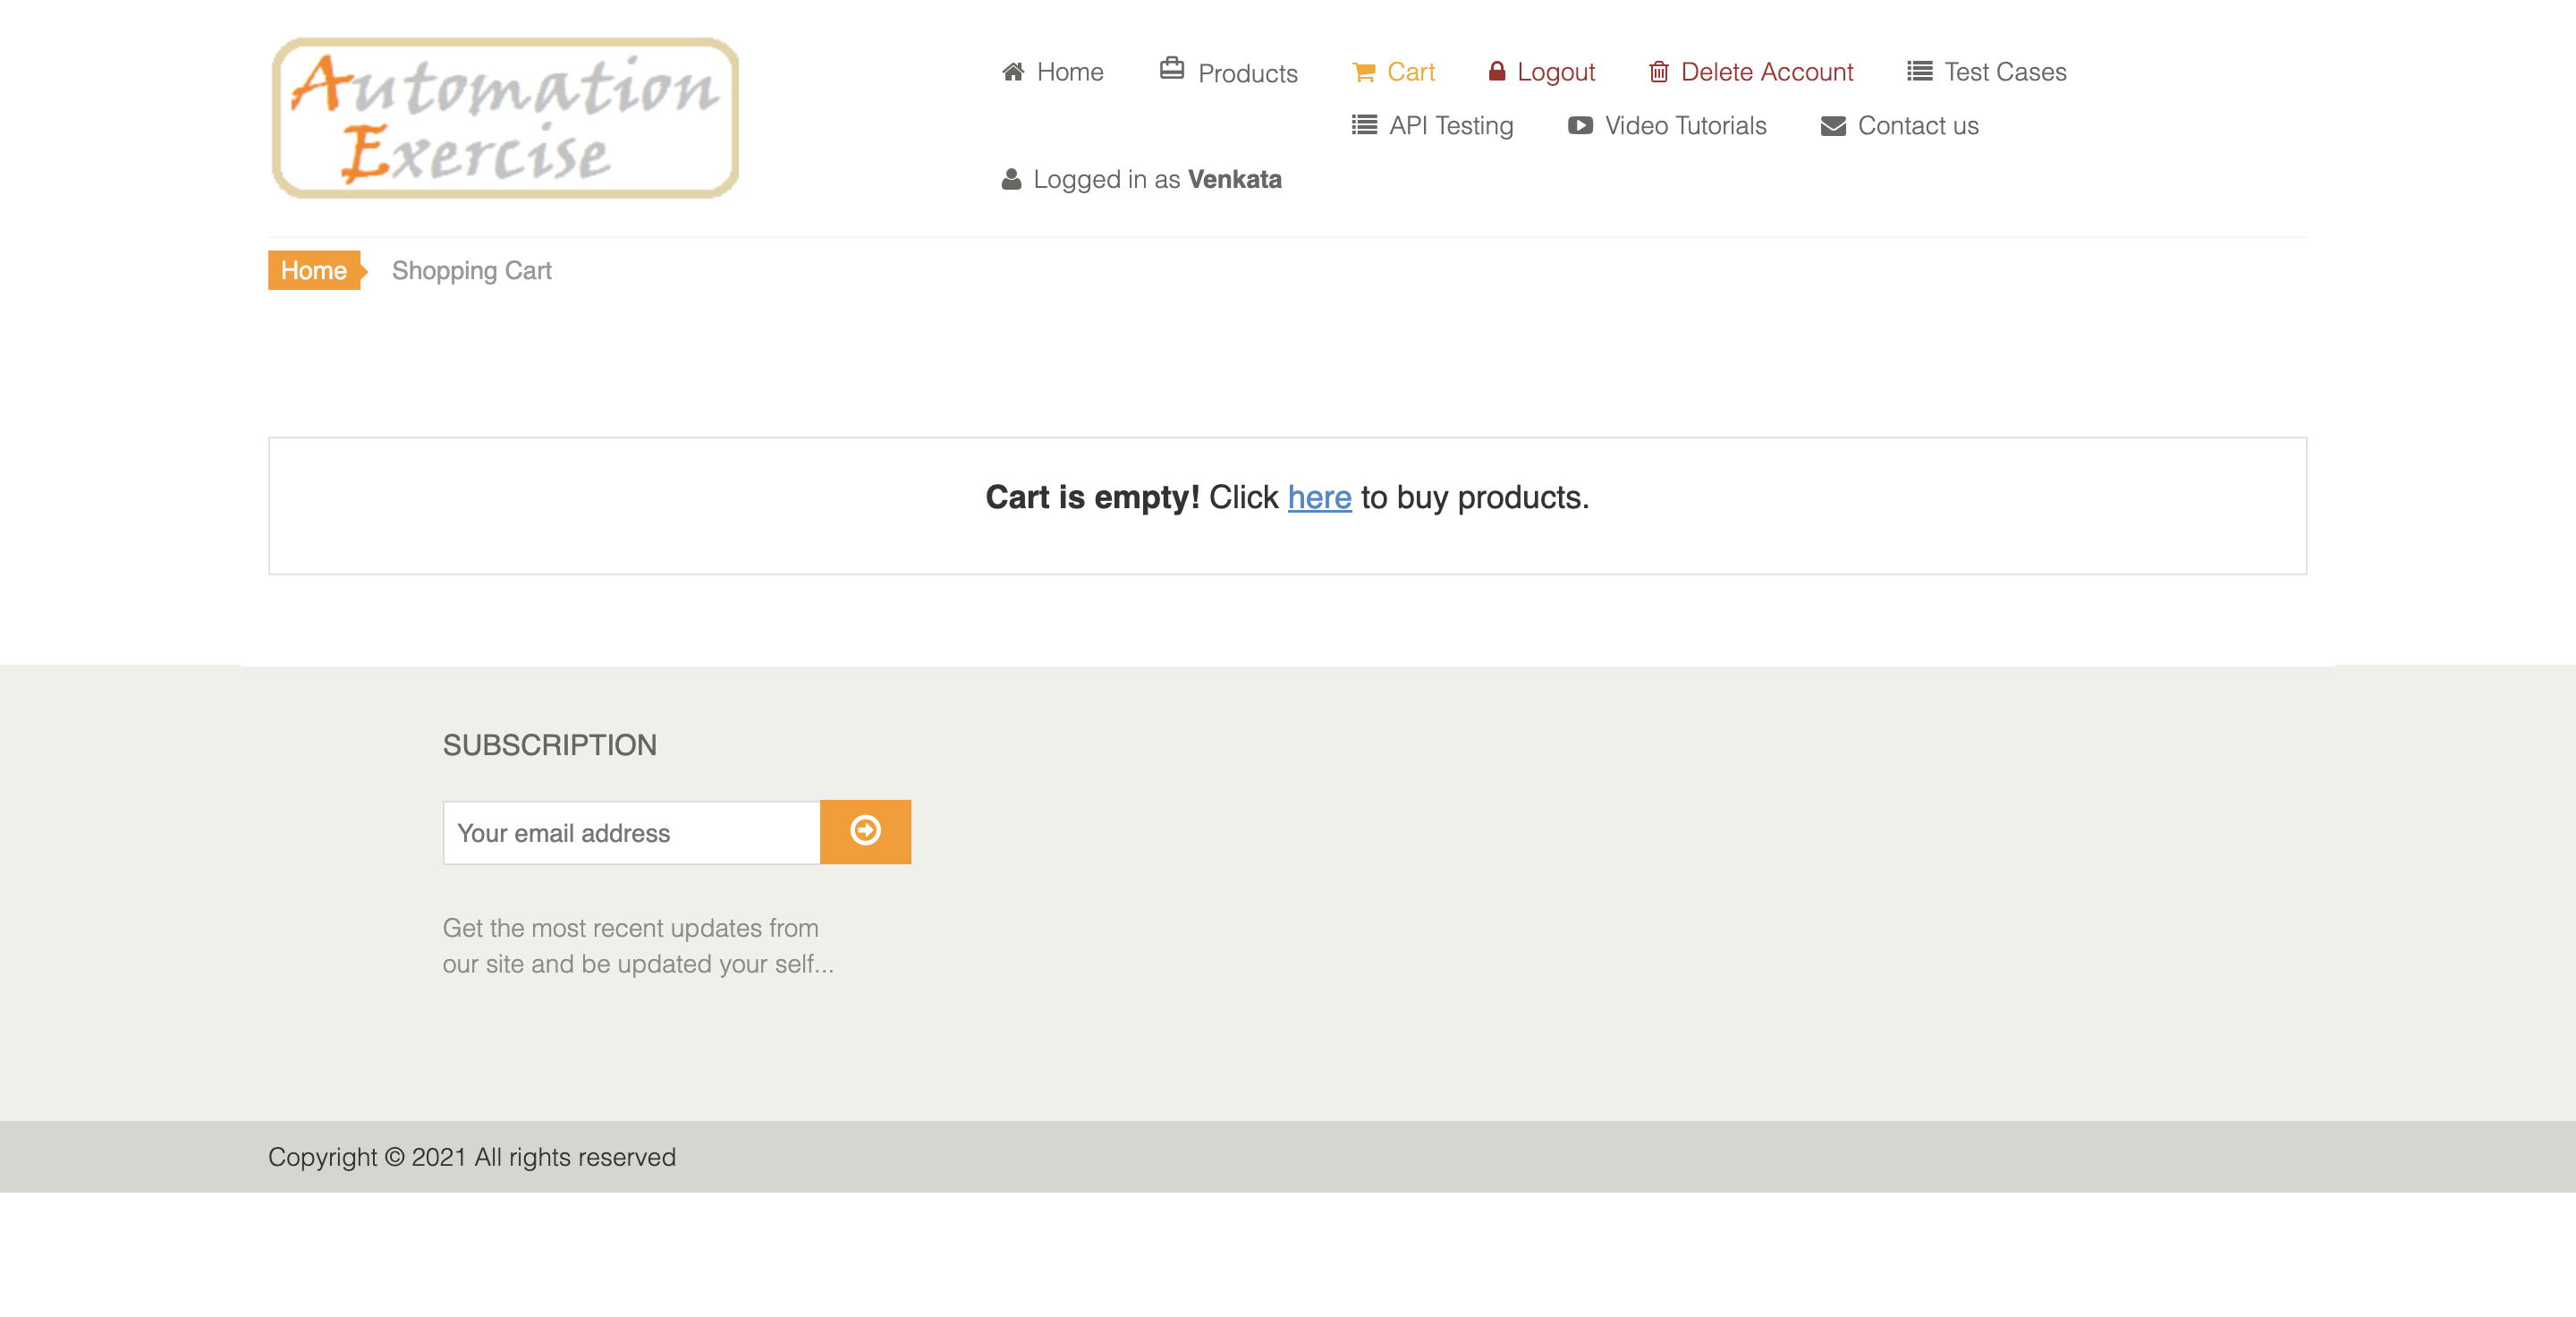 Automation
Exercise
Home Products Cart Logout Delete Account Test Cases
API Testing Video Tutorials Contact us
Logged in as Venkata
Home Shopping Cart
Cart is empty! Click here to buy products.
SUBSCRIPTION
Your email address
Get the most recent updates from
our site and be updated your self...
Copyright © 2021 All rights reserved